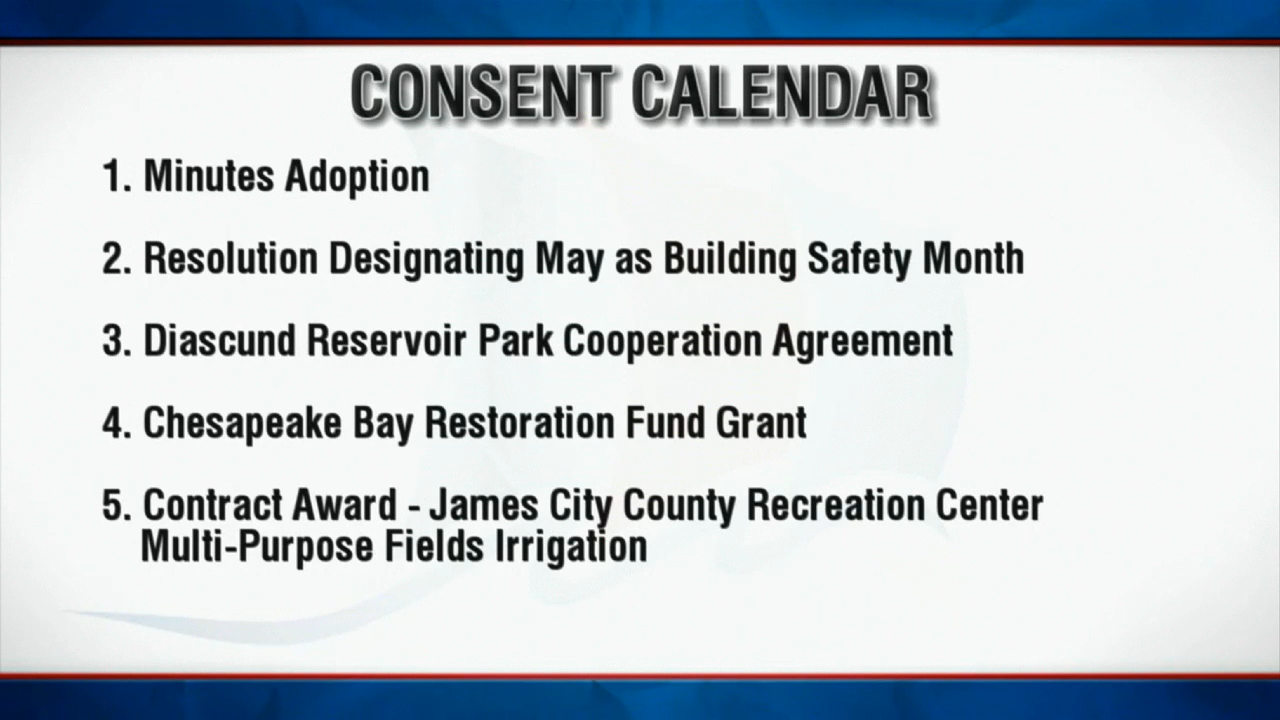 CONSENT CALENDAR
1. Minutes Adoption
2. Resolution Designating May as Building Safety Month
3. Diascund Reservoir Park Cooperation Agreement
4. Chesapeake Bay Restoration Fund Grant
5. Contract Award - James City County Recreation Center
Multi-Purpose Fields Irrigation